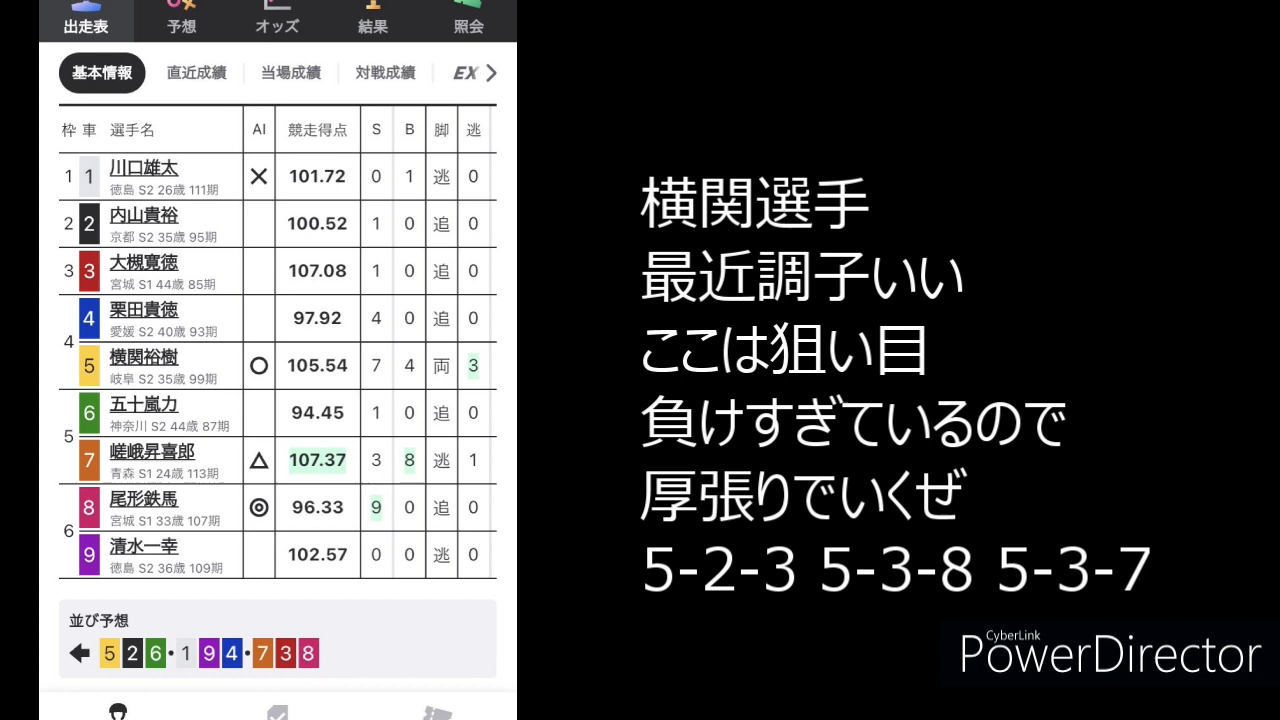 出走表 予想 オッズ 結果 照会
基本情報 直近成績 当場成績 対戦成績 EX
枠 車 選手名 AI 競走得点 S B 脚 逃
1 1 川口雄太 × 101.72 0 1 逃 0
徳島 S2 26歳 111期
2 2 内山貴裕 100.52 1 0 追 0
京都 S2 35歳 95期
3 3 大槻寛徳 107.08 1 0 追 0
宮城 S1 44歳 85期
4 栗田貴徳 97.92 4 0 追 0
愛媛 S2 40歳 93期
4
5 横関裕樹 ○ 105.54 7 4 両 3
岐阜 S2 35歳 99期
6 五十嵐力 94.45 1 0 追 0
神奈川 S2 44歳 87期
5
7 嵯峨昇喜郎 △ 107.37 3 8 逃 1
青森 S1 24歳 113期
8 尾形鉄馬 ◎ 96.33 9 0 追 0
宮城 S1 33歳 107期
6
9 清水一幸 102.57 0 0 逃 0
徳島 S2 36歳 109期
並び予想
5 2 6・1 9 4・7 3 8
横関選手
最近調子いい
ここは狙い目
負けすぎているので
厚張りでいくぜ
5-2-3 5-3-8 5-3-7
CyberLink
PowerDirector